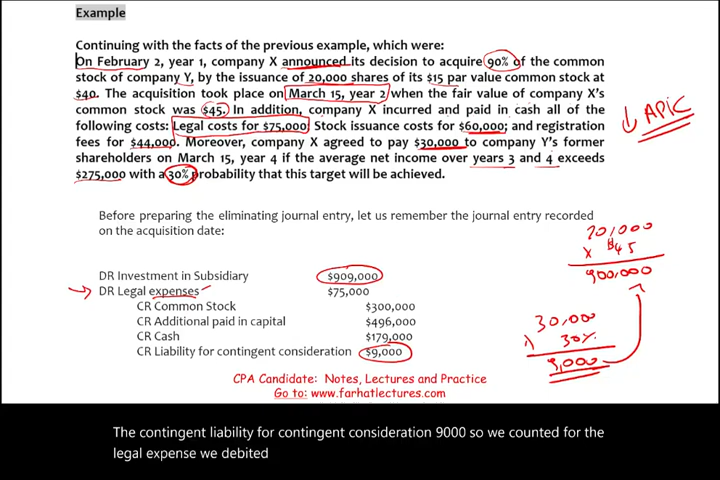 Example
Continuing with the facts of the previous example, which were:
On February 2, year 1, company X announced its decision to acquire 90% of the common
stock of company Y, by the issuance of 20,000 shares of its $15 par value common stock at
$40. The acquisition took place on March 15, year 2 when the fair value of company X's
common stock was $45. In addition, company X incurred and paid in cash all of the
following costs: Legal costs for $75,000; Stock issuance costs for $60,000; and registration
fees for $44,000. Moreover, company X agreed to pay $30,000 to company Y's former
shareholders on March 15, year 4 if the average net income over years 3 and 4 exceeds
$275,000 with a 30% probability that this target will be achieved.
↓ APIC
Before preparing the eliminating journal entry, let us remember the journal entry recorded
on the acquisition date:
20,000
x $45
900,000
DR Investment in Subsidiary $909,000
DR Legal expenses $75,000
CR Common Stock $300,000
CR Additional paid in capital $496,000
CR Cash $179,000
CR Liability for contingent consideration $9,000
30,000
x 30%
9,000
CPA Candidate: Notes, Lectures and Practice
Go to: www.farhatlectures.com
The contingent liability for contingent consideration 9000 so we counted for the
legal expense we debited